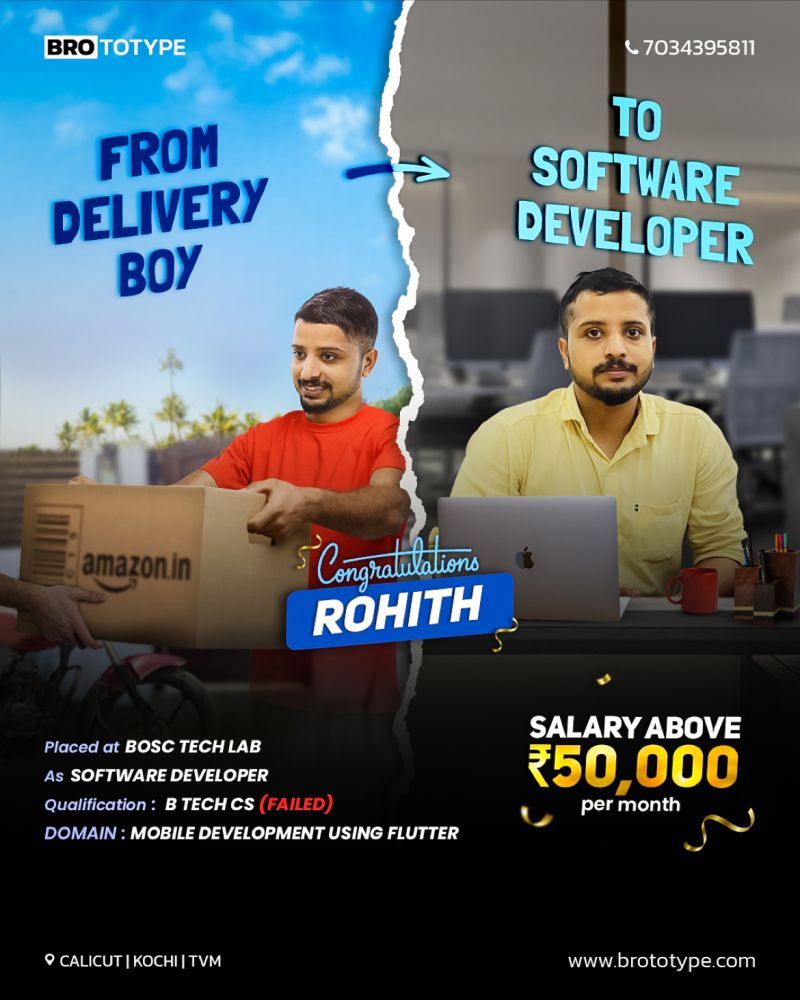 BROTOTYPE
7034395811
FROM
DELIVERY
BOY
TO
SOFTWARE
DEVELOPER
amazon.in
Congratulations
ROHITH
Placed at BOSC TECH LAB
As SOFTWARE DEVELOPER
Qualification : B TECH CS (FAILED)
DOMAIN : MOBILE DEVELOPMENT USING FLUTTER
SALARY ABOVE
₹50,000
per month
CALICUT | KOCHI | TVM
www.brototype.com